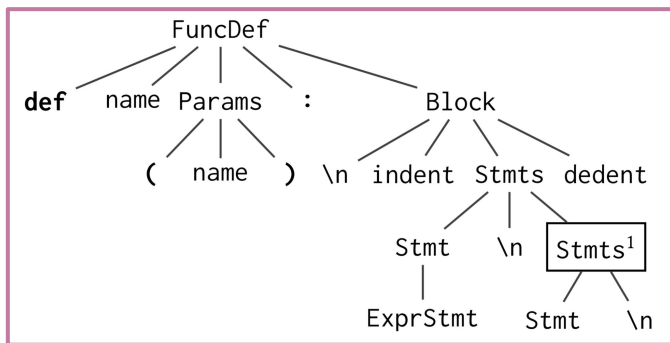 FuncDef
def name Params : Block
( name ) \n indent Stmts dedent
Stmt \n Stmts¹
ExprStmt Stmt \n